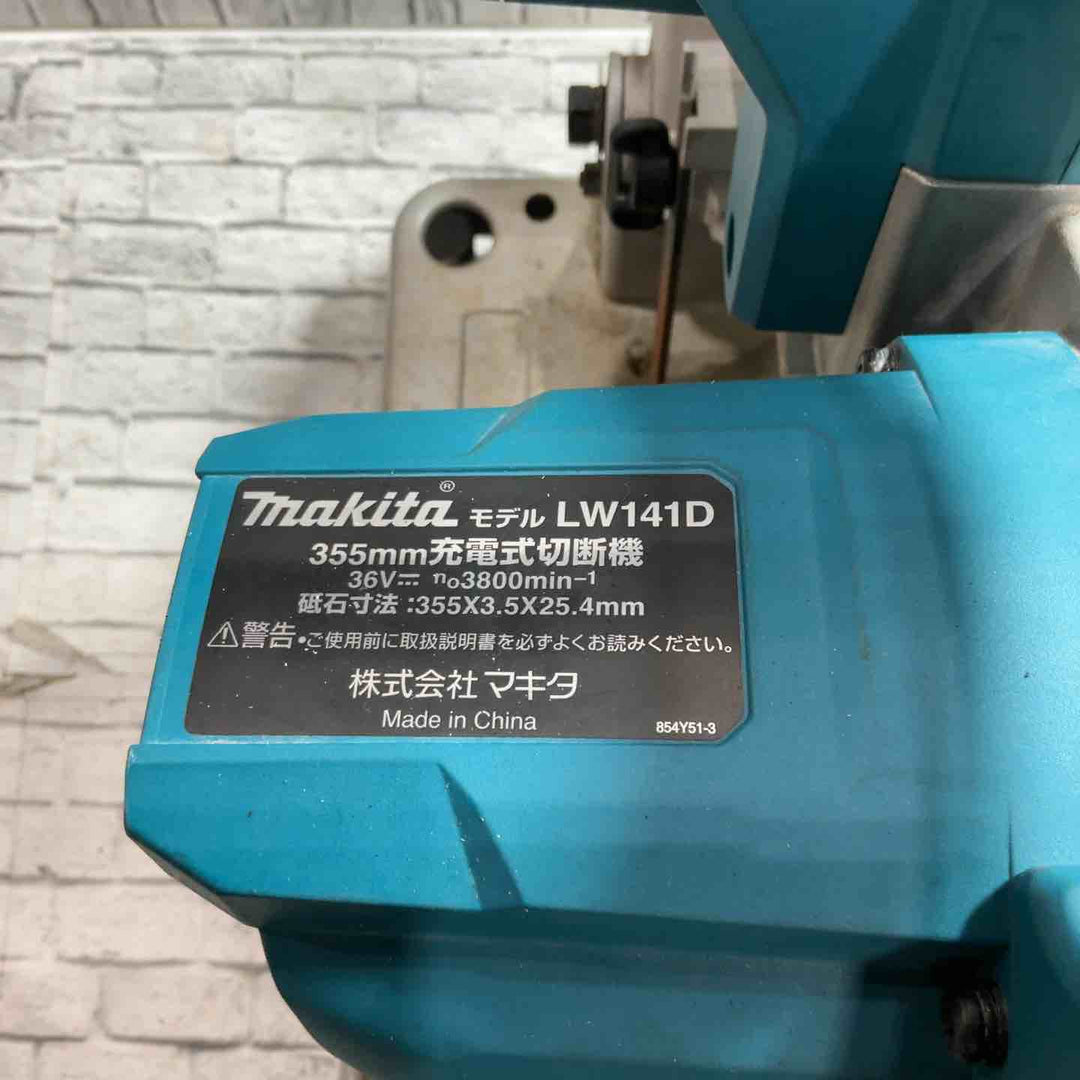 makita® モデル LW141D
355mm充電式切断機
36V⎓ no3800min-1
砥石寸法:355X3.5X25.4mm
⚠警告・ご使用前に取扱説明書を必ずよくお読みください。
株式会社 マキタ
Made in China
854Y51-3